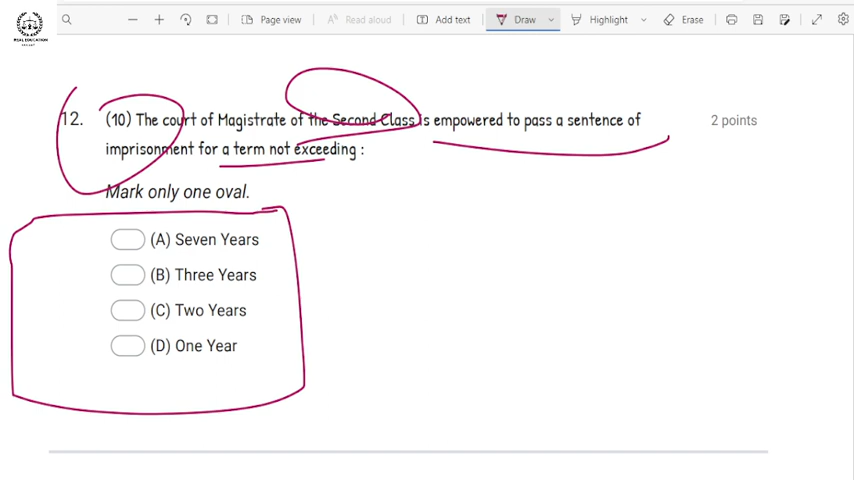 Page view
Read aloud
Add text
Draw
Highlight
Erase
REAL EDUCATION
12. (10) The court of Magistrate of the Second Class is empowered to pass a sentence of 2 points
imprisonment for a term not exceeding :
Mark only one oval.
(A) Seven Years
(B) Three Years
(C) Two Years
(D) One Year